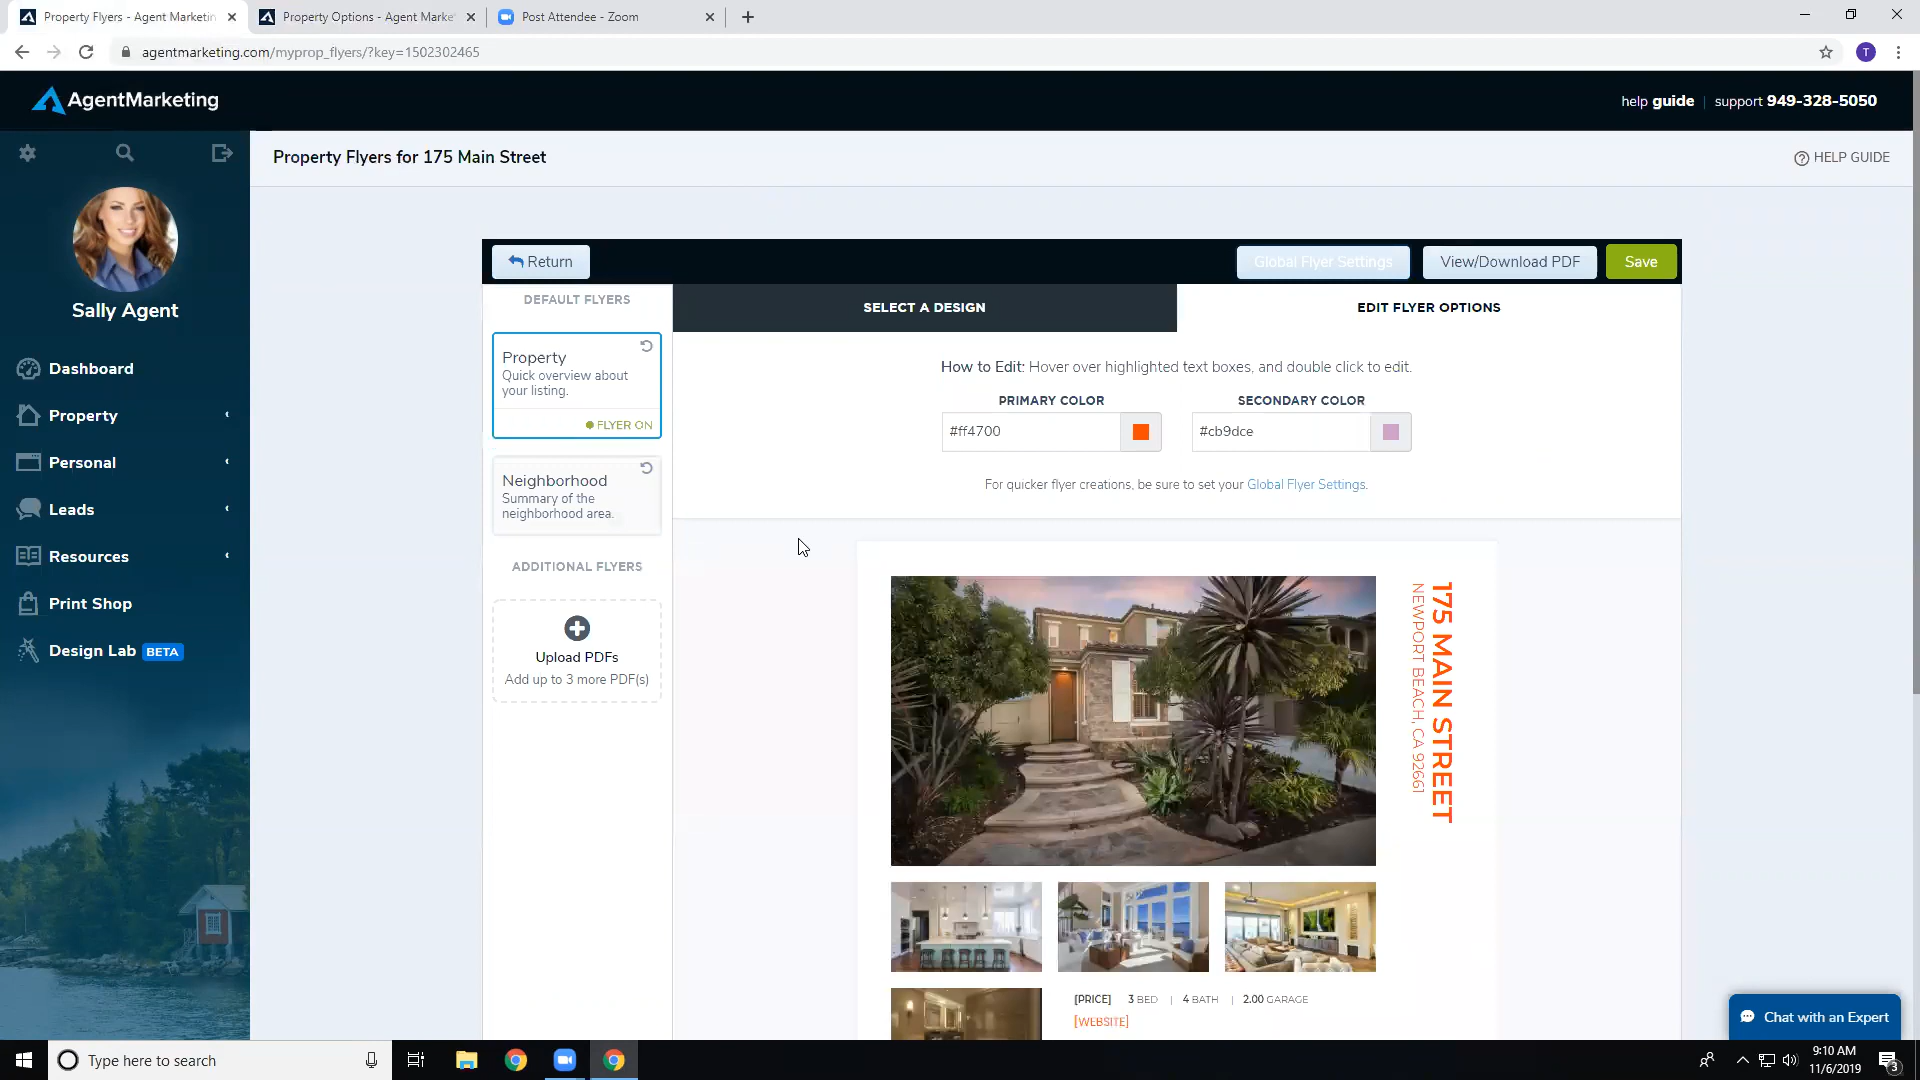 Property Flyers - Agent Marketin
Property Options - Agent Marke
Post Attendee - Zoom
agentmarketing.com/myprop_flyers/?key=1502302465
T
AgentMarketing
help guide | support 949-328-5050
Property Flyers for 175 Main Street
HELP GUIDE
Sally Agent
Dashboard
Property
Personal
Leads
Resources
Print Shop
Design Lab BETA
Return
Global Flyer Settings
View/Download PDF
Save
DEFAULT FLYERS
Property
Quick overview about
your listing.
FLYER ON
Neighborhood
Summary of the
neighborhood area.
ADDITIONAL FLYERS
Upload PDFs
Add up to 3 more PDF(s)
SELECT A DESIGN
EDIT FLYER OPTIONS
How to Edit: Hover over highlighted text boxes, and double click to edit.
PRIMARY COLOR
SECONDARY COLOR
#ff4700
#cb9dce
For quicker flyer creations, be sure to set your Global Flyer Settings.
175 MAIN STREET
NEWPORT BEACH, CA 92661
[PRICE] 3 BED | 4 BATH | 2.00 GARAGE
[WEBSITE]
Chat with an Expert
Type here to search
9:10 AM
11/6/2019
3